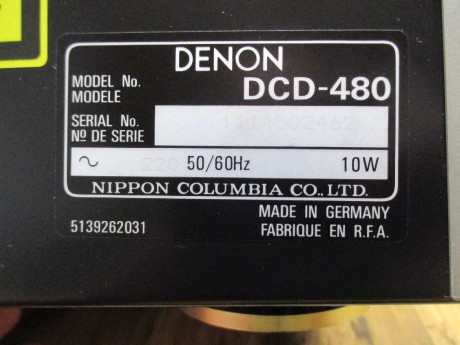 DENON
MODEL No.
MODELE
DCD-480
SERIAL No.
Nº DE SERIE
~ 50/60Hz 10W
NIPPON COLUMBIA CO., LTD.
5139262031
MADE IN GERMANY
FABRIQUE EN R.F.A.